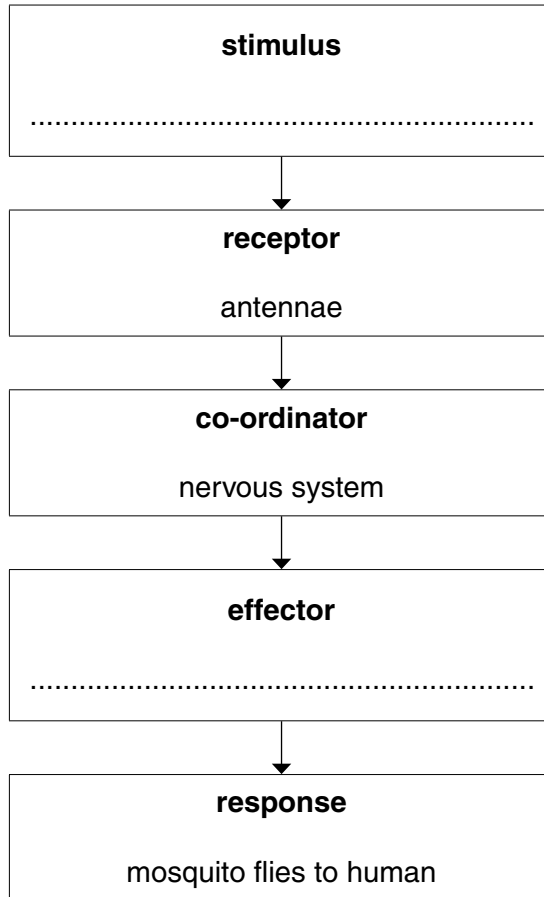 stimulus
..............................................................
receptor
antennae
co-ordinator
nervous system
effector
..............................................................
response
mosquito flies to human